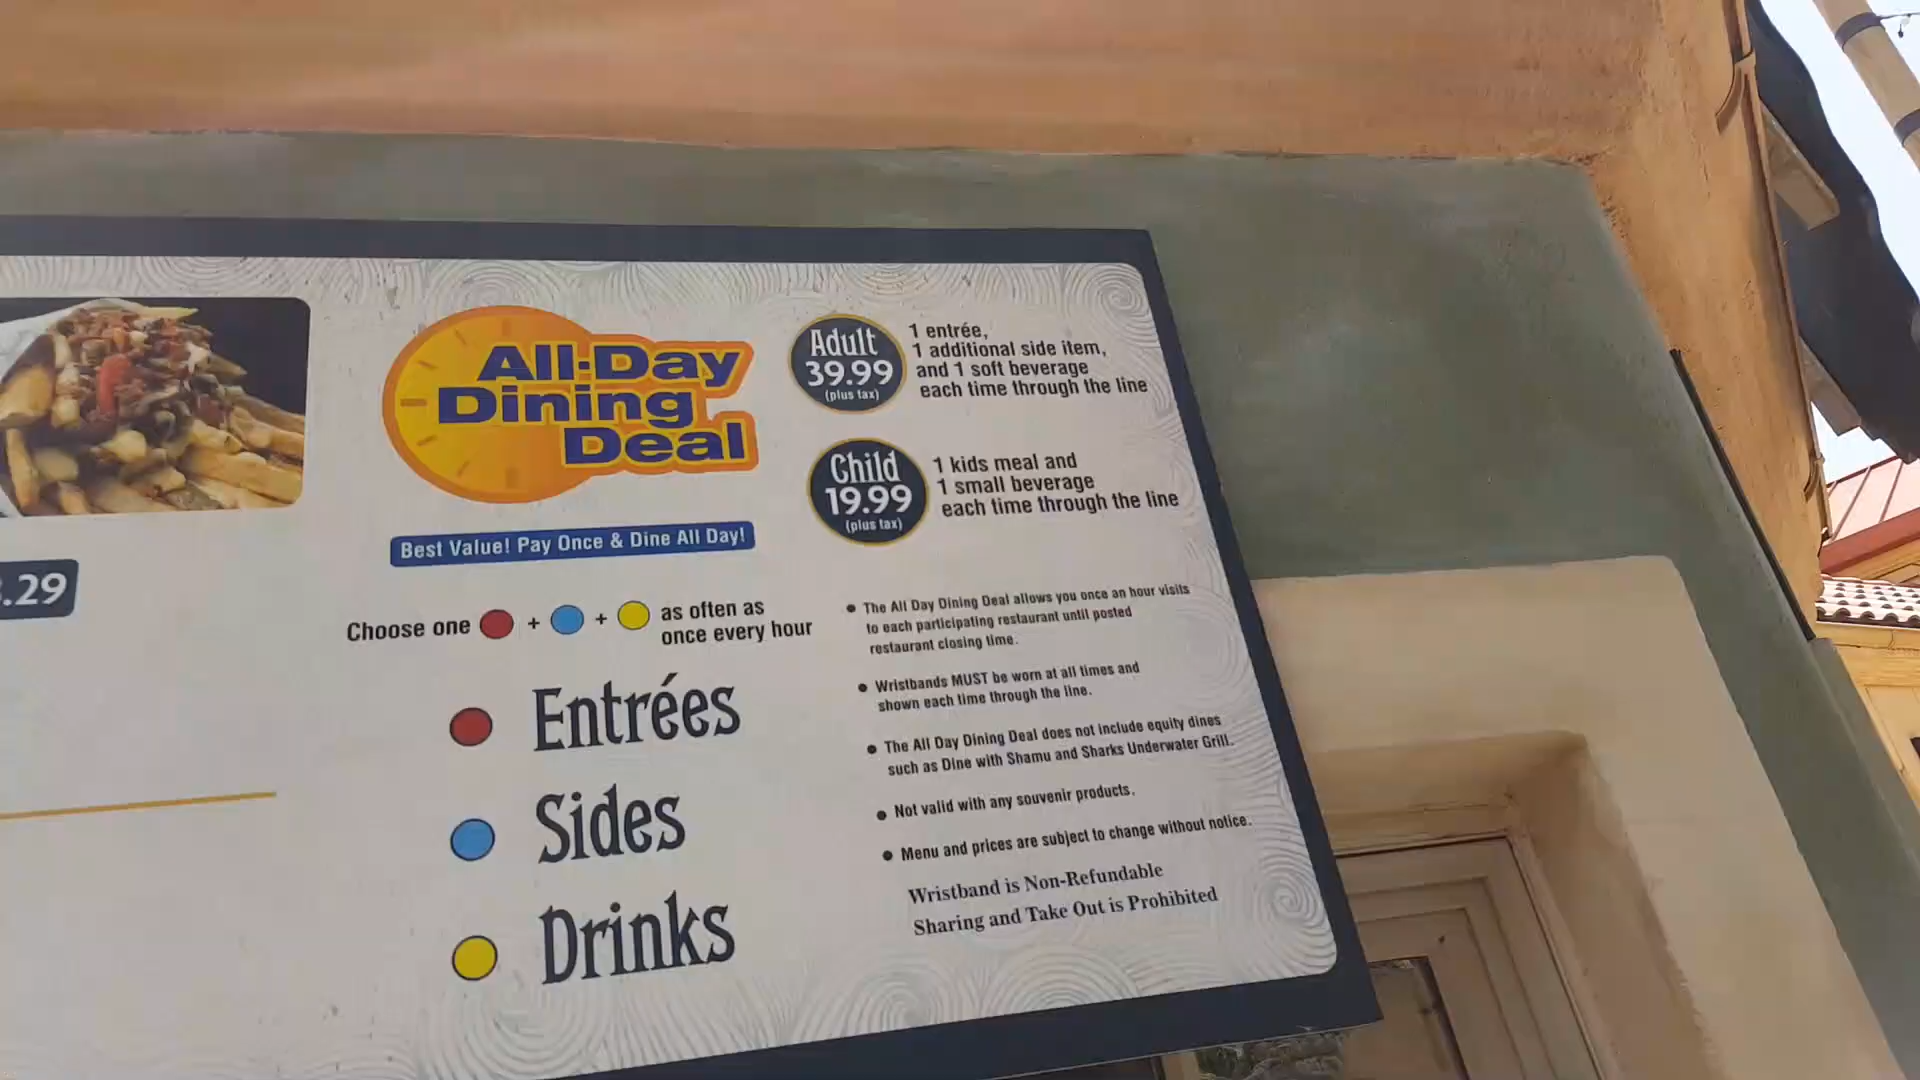 .29
All-Day
Dining
Deal
Best Value! Pay Once & Dine All Day!
Choose one + + as often as
once every hour
Entrées
Sides
Drinks
Adult
39.99
(plus tax)
1 entrée,
1 additional side item,
and 1 soft beverage
each time through the line
Child
19.99
(plus tax)
1 kids meal and
1 small beverage
each time through the line
• The All Day Dining Deal allows you once an hour visits
to each participating restaurant until posted
restaurant closing time.
• Wristbands MUST be worn at all times and
shown each time through the line.
• The All Day Dining Deal does not include equity dines
such as Dine with Shamu and Sharks Underwater Grill.
• Not valid with any souvenir products.
• Menu and prices are subject to change without notice.
Wristband is Non-Refundable
Sharing and Take Out is Prohibited